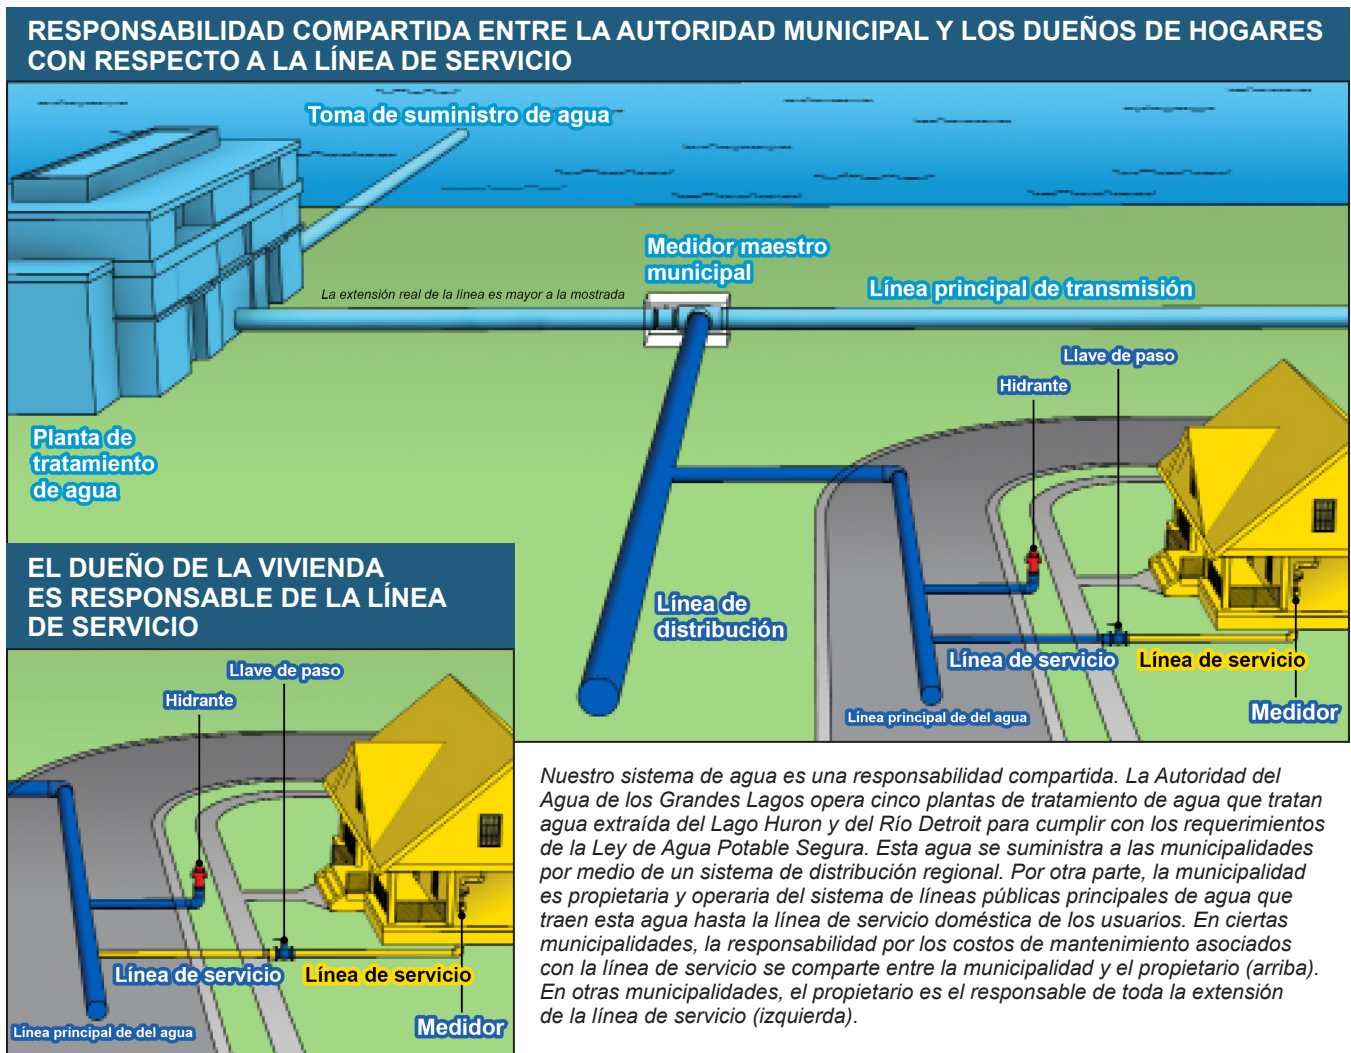 RESPONSABILIDAD COMPARTIDA ENTRE LA AUTORIDAD MUNICIPAL Y LOS DUEÑOS DE HOGARES
CON RESPECTO A LA LÍNEA DE SERVICIO
Toma de suministro de agua
Medidor maestro
municipal
La extensión real de la línea es mayor a la mostrada
Línea principal de transmisión
Llave de paso
Hidrante
Planta de
tratamiento
de agua
Línea de
distribución
Línea de servicio
Línea de servicio
Línea principal de del agua
Medidor
EL DUEÑO DE LA VIVIENDA
ES RESPONSABLE DE LA LÍNEA
DE SERVICIO
Llave de paso
Hidrante
Línea de servicio
Línea de servicio
Línea principal de del agua
Medidor
Nuestro sistema de agua es una responsabilidad compartida. La Autoridad del
Agua de los Grandes Lagos opera cinco plantas de tratamiento de agua que tratan
agua extraída del Lago Huron y del Río Detroit para cumplir con los requerimientos
de la Ley de Agua Potable Segura. Esta agua se suministra a las municipalidades
por medio de un sistema de distribución regional. Por otra parte, la municipalidad
es propietaria y operaria del sistema de líneas públicas principales de agua que
traen esta agua hasta la línea de servicio doméstica de los usuarios. En ciertas
municipalidades, la responsabilidad por los costos de mantenimiento asociados
con la línea de servicio se comparte entre la municipalidad y el propietario (arriba).
En otras municipalidades, el propietario es el responsable de toda la extensión
de la línea de servicio (izquierda).